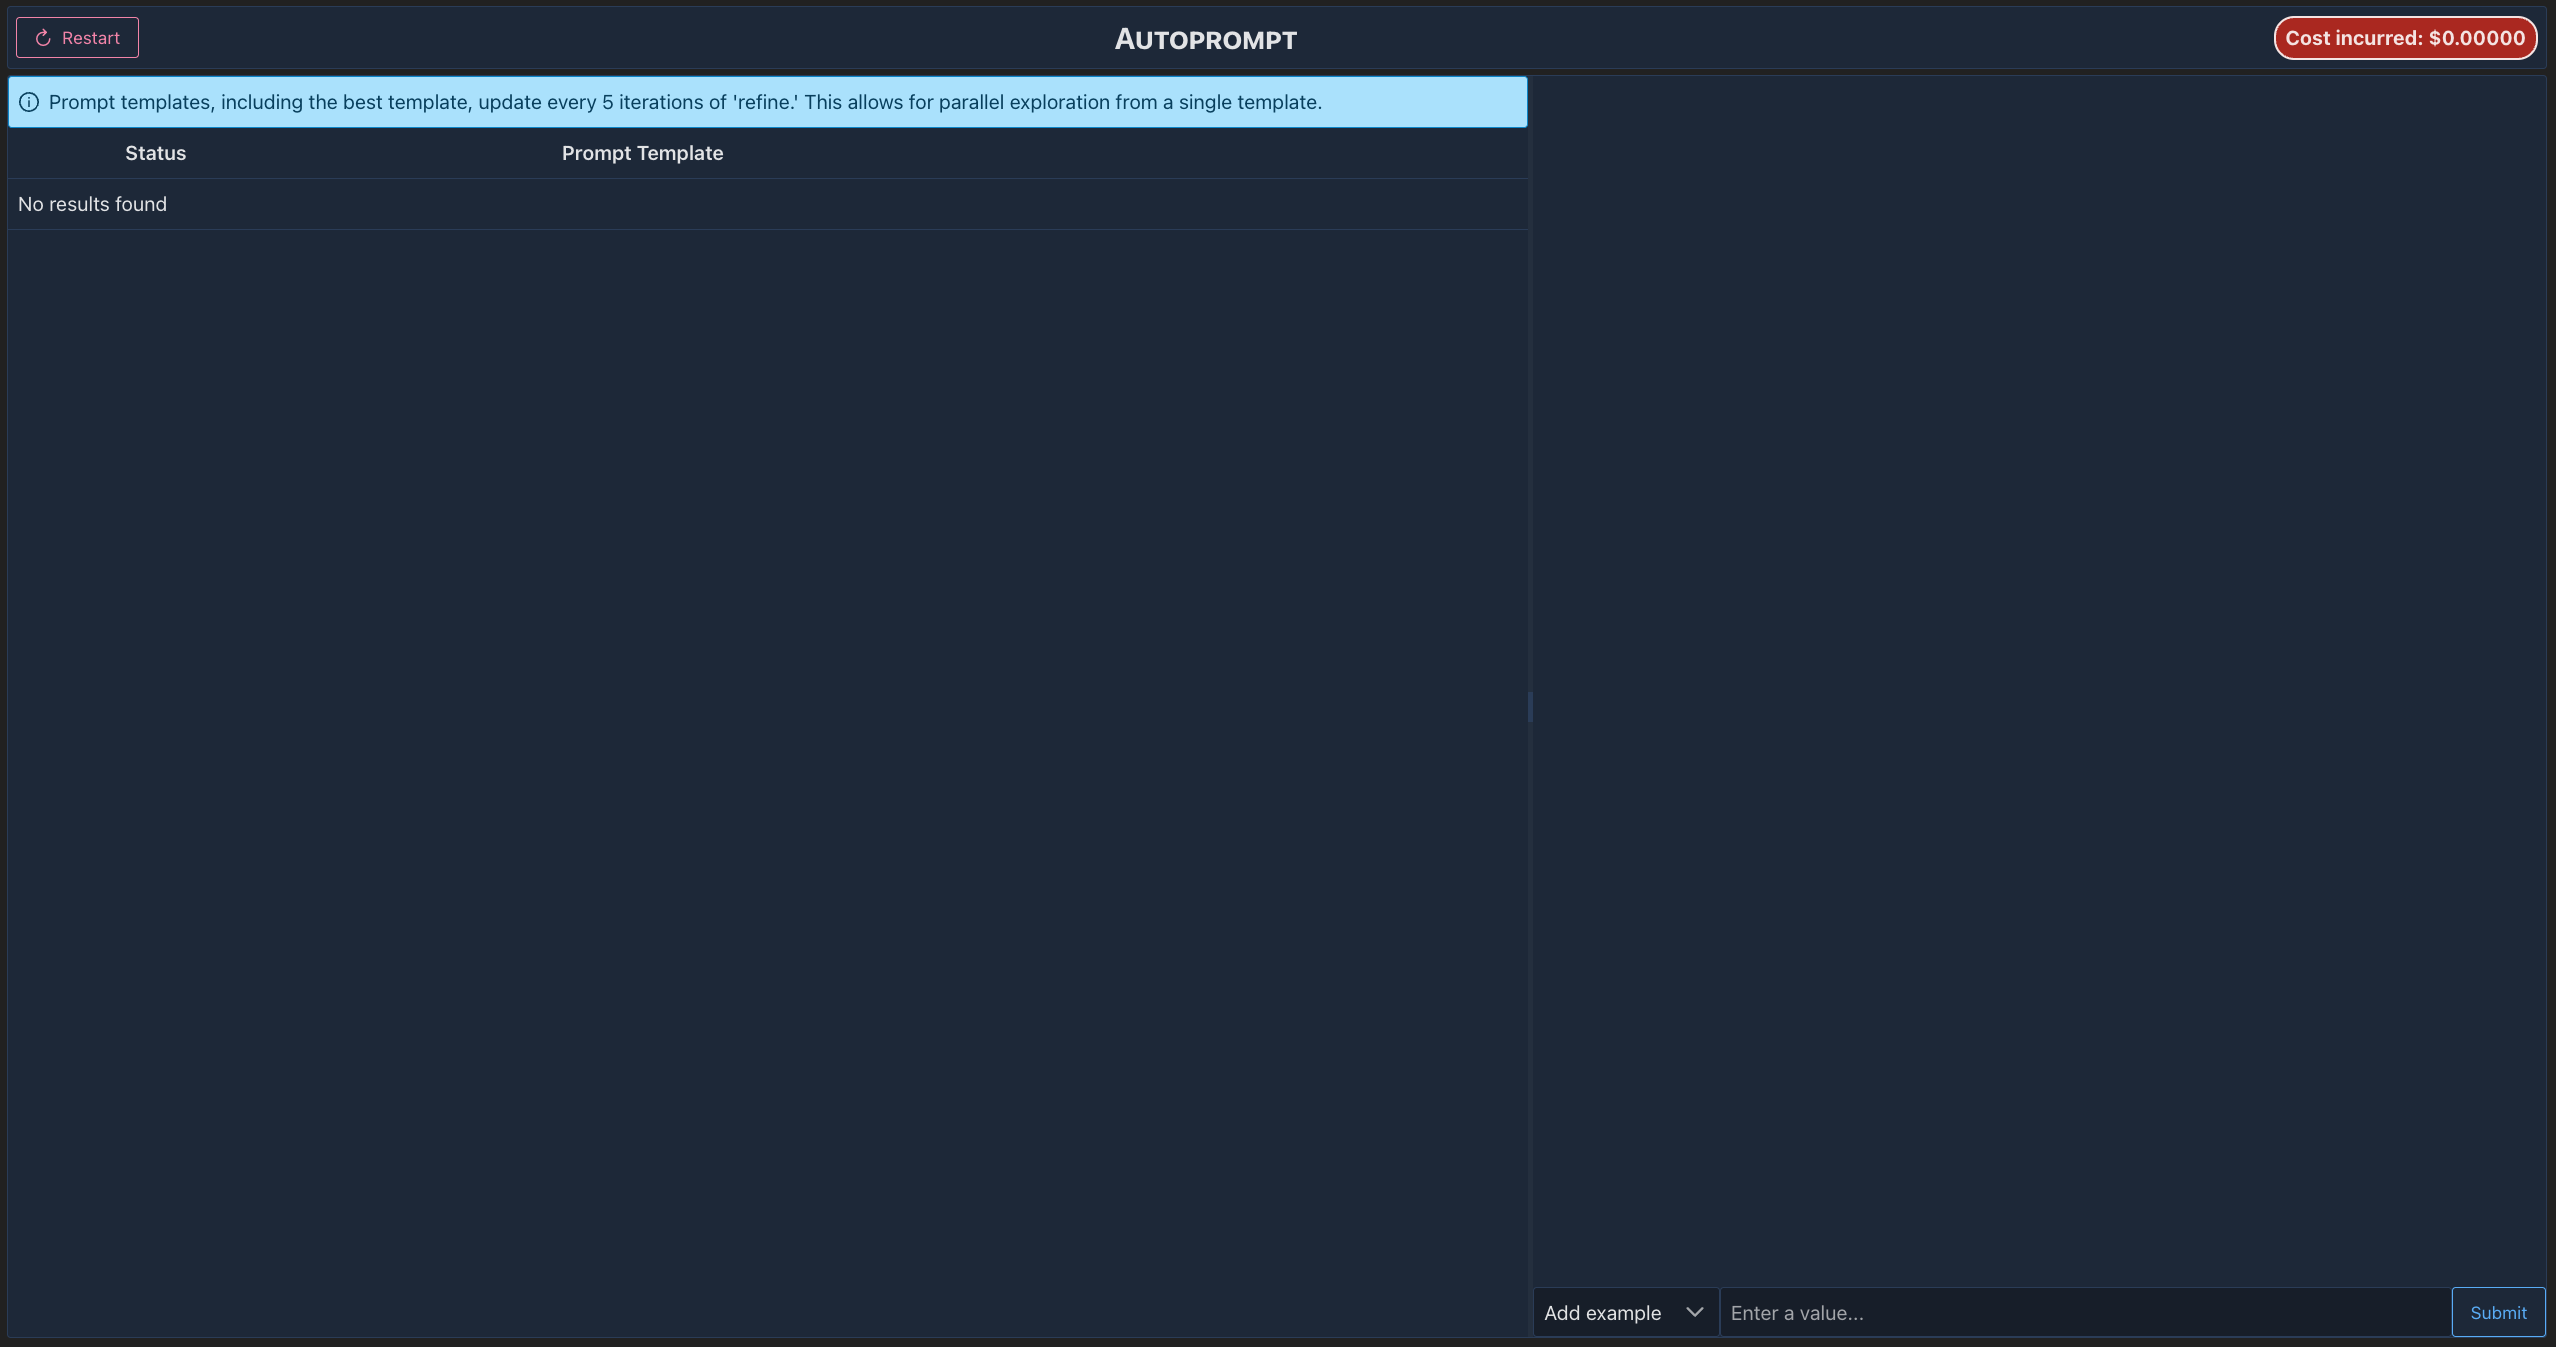 Restart
AUTOPROMPT
Cost incurred: $0.00000
Prompt templates, including the best template, update every 5 iterations of 'refine.' This allows for parallel exploration from a single template.
Status
Prompt Template
No results found
Add example
Enter a value...
Submit